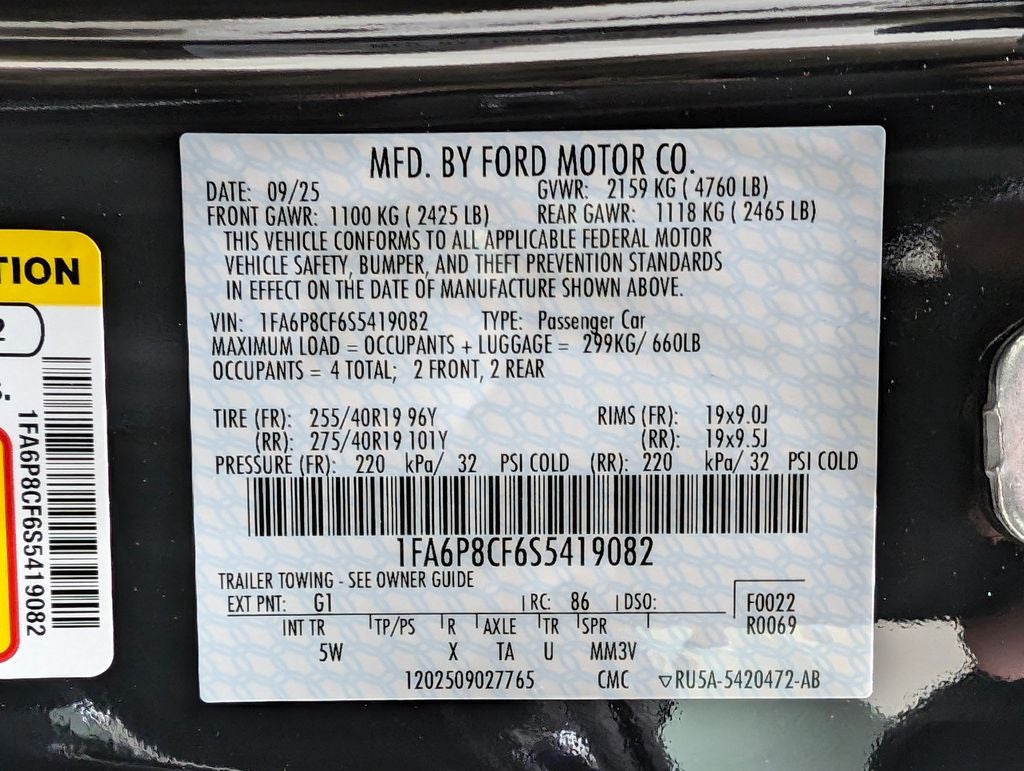 MFD. BY FORD MOTOR CO.
DATE: 09/25 GVWR: 2159 KG ( 4760 LB)
FRONT GAWR: 1100 KG ( 2425 LB) REAR GAWR: 1118 KG ( 2465 LB)
THIS VEHICLE CONFORMS TO ALL APPLICABLE FEDERAL MOTOR
VEHICLE SAFETY, BUMPER, AND THEFT PREVENTION STANDARDS
IN EFFECT ON THE DATE OF MANUFACTURE SHOWN ABOVE.
VIN: 1FA6P8CF6S5419082 TYPE: Passenger Car
MAXIMUM LOAD = OCCUPANTS + LUGGAGE = 299KG/ 660LB
OCCUPANTS = 4 TOTAL; 2 FRONT, 2 REAR
TIRE (FR): 255/40R19 96Y RIMS (FR): 19x9.0J
(RR): 275/40R19 101Y (RR): 19x9.5J
PRESSURE (FR): 220 kPa/ 32 PSI COLD (RR): 220 kPa/ 32 PSI COLD
1FA6P8CF6S5419082
TRAILER TOWING - SEE OWNER GUIDE
EXT PNT: G1 RC: 86 DSO: F0022
INT TR TP/PS R AXLE TR SPR R0069
5W X TA U MM3V
1202509027765 CMC ▽RU5A-5420472-AB
TION
2
S.
1FA6P8CF6S5419082